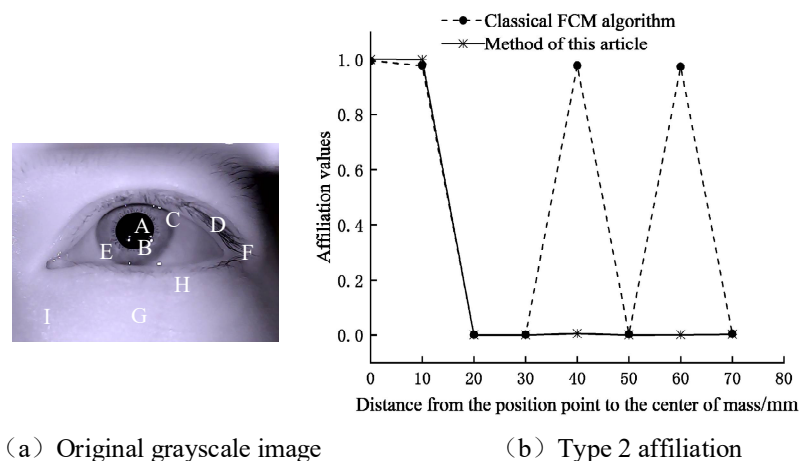 A
B
C
D
E
F
G
H
I
Classical FCM algorithm
Method of this article
Affiliation values
1.0
0.8
0.6
0.4
0.2
0.0
0 10 20 30 40 50 60 70 80
Distance from the position point to the center of mass/mm
（a）Original grayscale image
（b）Type 2 affiliation